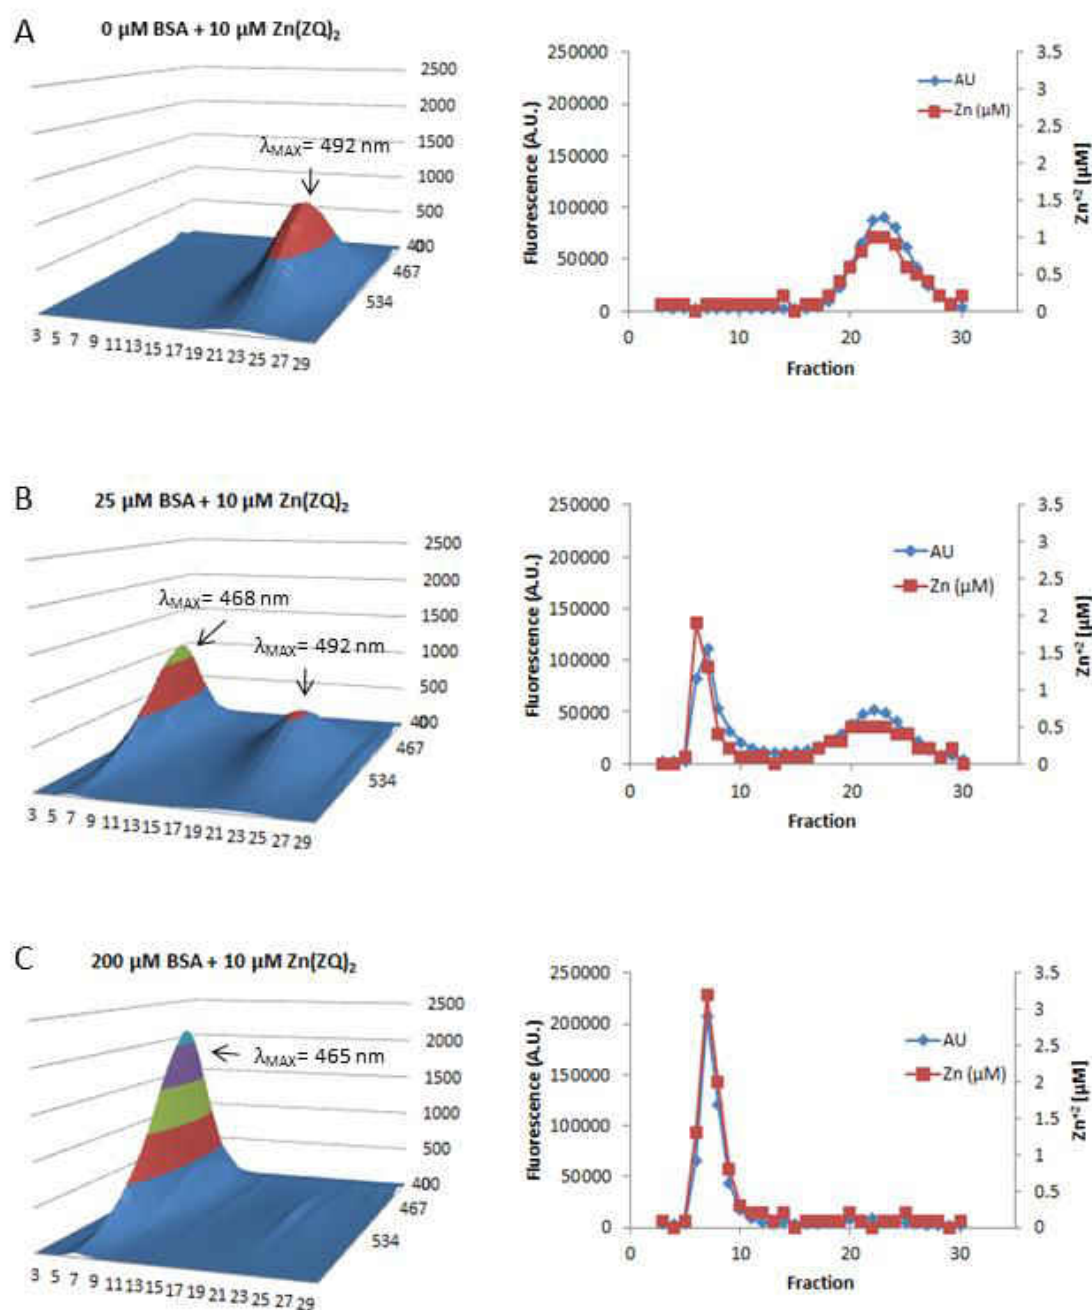 A
0 µM BSA + 10 µM Zn(ZQ)₂
2500
2000
1500
1000
500
400
467
534
λMAX= 492 nm
3 5 7 9 11 13 15 17 19 21 23 25 27 29
250000
200000
150000
100000
50000
0
Fluorescence (A.U.)
AU
Zn (µM)
3.5
3
2.5
2
1.5
1
0.5
0
Zn⁺² [µM]
0 10 20 30
Fraction
B
25 µM BSA + 10 µM Zn(ZQ)₂
2500
2000
1500
1000
500
400
467
534
λMAX= 468 nm
λMAX= 492 nm
3 5 7 9 11 13 15 17 19 21 23 25 27 29
250000
200000
150000
100000
50000
0
Fluorescence (A.U.)
AU
Zn (µM)
3.5
3
2.5
2
1.5
1
0.5
0
Zn⁺² [µM]
0 10 20 30
Fraction
C
200 µM BSA + 10 µM Zn(ZQ)₂
2500
2000
1500
1000
500
400
467
534
λMAX= 465 nm
3 5 7 9 11 13 15 17 19 21 23 25 27 29
250000
200000
150000
100000
50000
0
Fluorescence (A.U.)
AU
Zn (µM)
3.5
3
2.5
2
1.5
1
0.5
0
Zn⁺² [µM]
0 10 20 30
Fraction